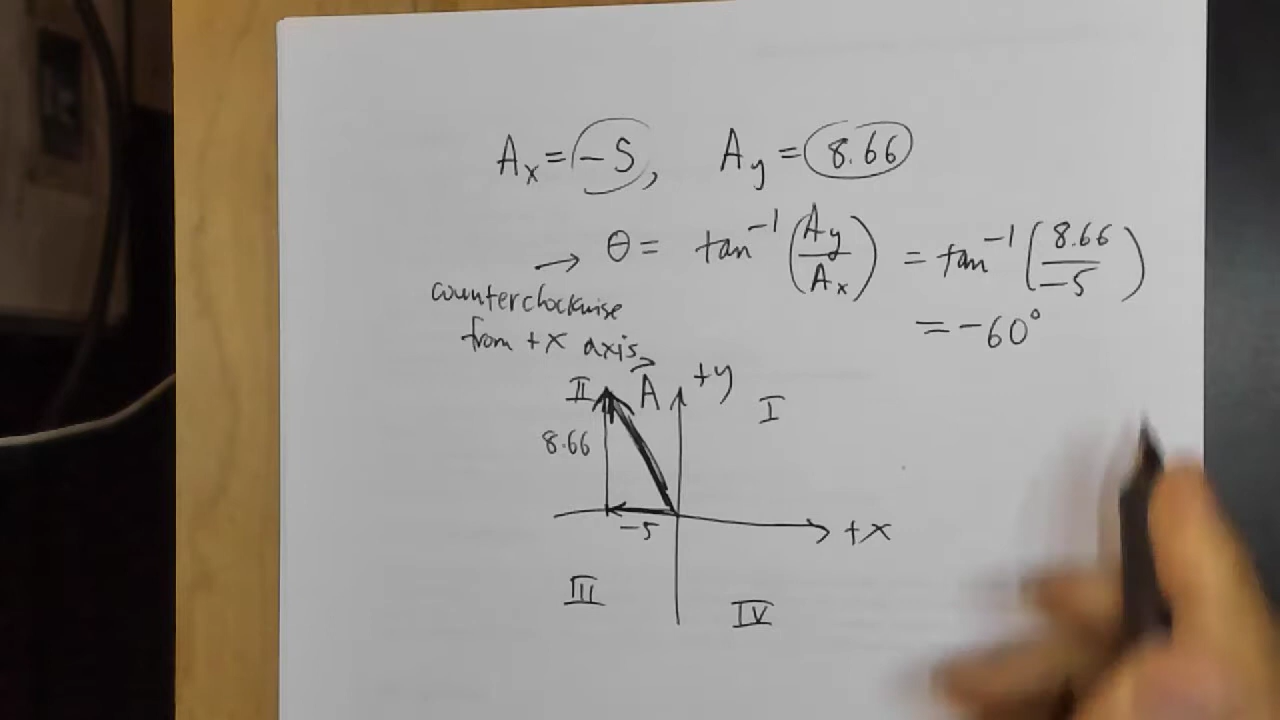 Ax = -5, Ay = 8.66
→ θ = tan⁻¹(Ay/Ax) = tan⁻¹(8.66/-5)
= -60°
counterclockwise
from +x axis
II A⃗ +y I
8.66
-5 +x
III IV